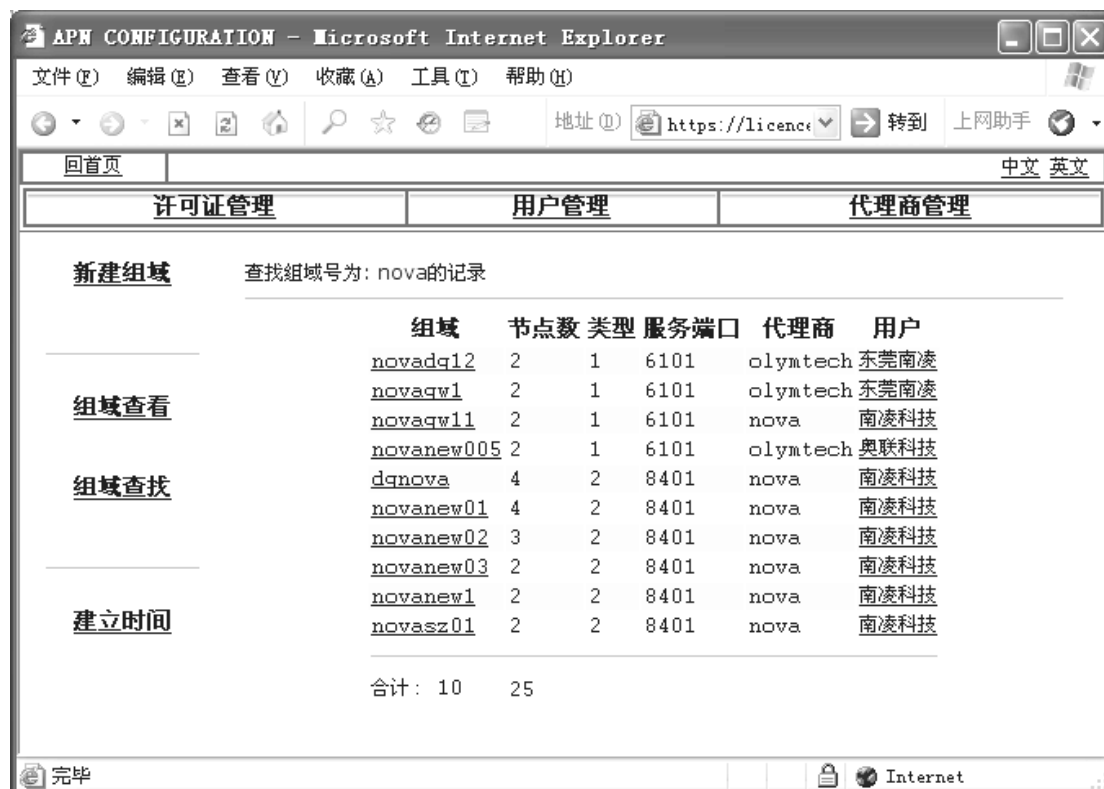 APN CONFIGURATION - Microsoft Internet Explorer
文件(F) 编辑(E) 查看(V) 收藏(A) 工具(T) 帮助(H)
地址(D) https://licence 转到 上网助手
回首页 中文 英文
许可证管理 用户管理 代理商管理
新建组域 查找组域号为: nova的记录
组域 节点数 类型 服务端口 代理商 用户
novadq12 2 1 6101 olymtech 东莞南凌
novaqw1 2 1 6101 olymtech 东莞南凌
组域查看
novaqw11 2 1 6101 nova 南凌科技
novanew005 2 1 6101 olymtech 奥联科技
dqnova 4 2 8401 nova 南凌科技
组域查找
novanew01 4 2 8401 nova 南凌科技
novanew02 3 2 8401 nova 南凌科技
novanew03 2 2 8401 nova 南凌科技
novanew1 2 2 8401 nova 南凌科技
建立时间
novasz01 2 2 8401 nova 南凌科技
合计: 10 25
完毕 Internet